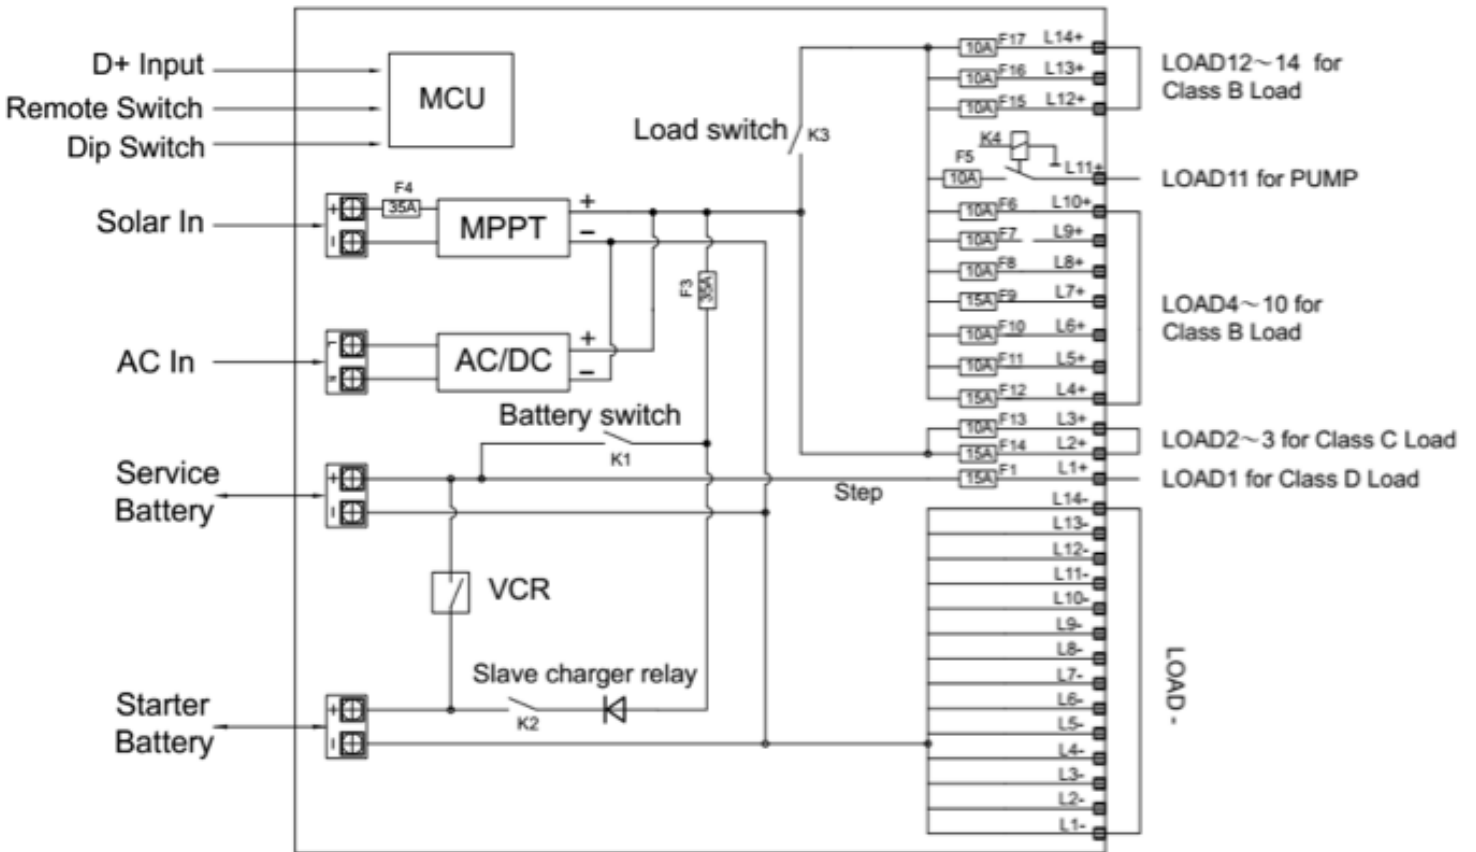 D+ Input
Remote Switch
Dip Switch
MCU
Solar In
+
−
F4
35A
MPPT
+
−
AC In
L
N
AC/DC
+
−
F3
35A
Load switch
K3
Battery switch
K1
Service
Battery
+
−
Step
VCR
Slave charger relay
K2
Starter
Battery
+
−
10A F17 L14+
10A F16 L13+
10A F15 L12+
LOAD12～14 for
Class B Load
K4
F5
10A
L11+
LOAD11 for PUMP
10A F6 L10+
10A F7 L9+
10A F8 L8+
15A F9 L7+
10A F10 L6+
10A F11 L5+
15A F12 L4+
LOAD4～10 for
Class B Load
10A F13 L3+
15A F14 L2+
LOAD2～3 for Class C Load
15A F1 L1+
LOAD1 for Class D Load
L14-
L13-
L12-
L11-
L10-
L9-
L8-
L7-
L6-
L5-
L4-
L3-
L2-
L1-
LOAD -